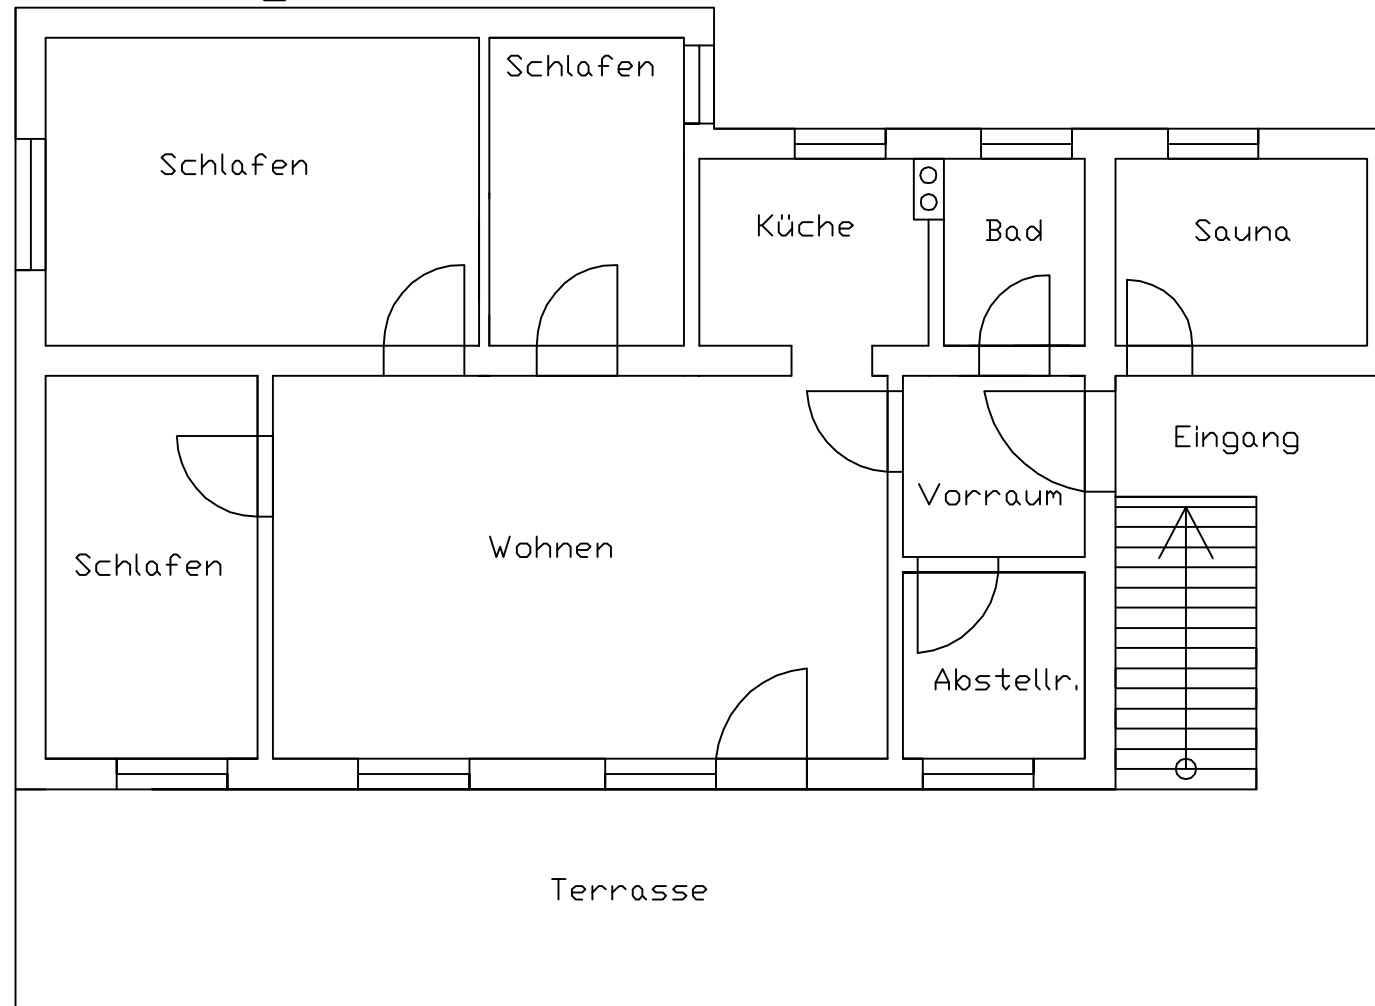 Schlafen
Schlafen
Küche
Bad
Sauna
Eingang
Vorraum
Wohnen
Schlafen
Abstellr.
Terrasse